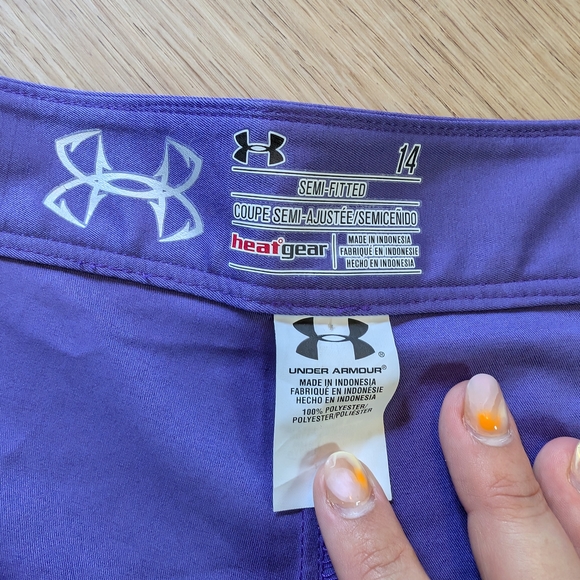 14
SEMI-FITTED
COUPE SEMI-AJUSTÉE/SEMICEÑIDO
heatgear
MADE IN INDONESIA
FABRIQUÉ EN INDONÉSIE
HECHO EN INDONESIA
®
UNDER ARMOUR®
MADE IN INDONESIA
FABRIQUÉ EN INDONÉSIE
HECHO EN INDONESIA
100% POLYESTER/
POLYESTER/POLIÉSTER